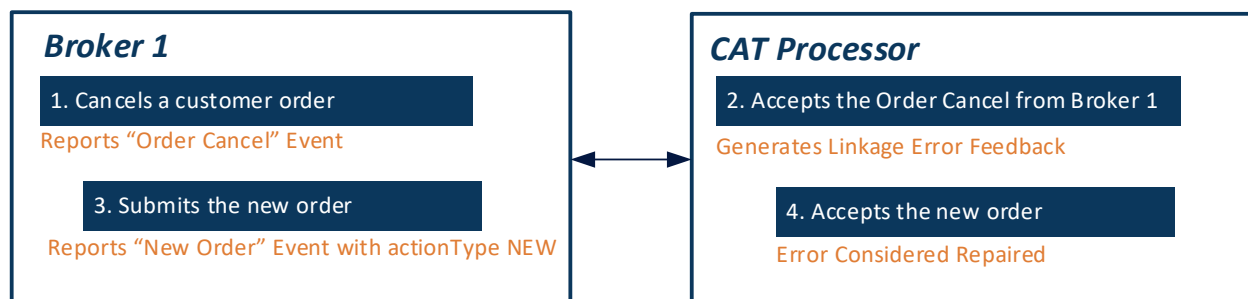 Broker 1
1. Cancels a customer order
Reports “Order Cancel” Event
3. Submits the new order
Reports “New Order” Event with actionType NEW
CAT Processor
2. Accepts the Order Cancel from Broker 1
Generates Linkage Error Feedback
4. Accepts the new order
Error Considered Repaired